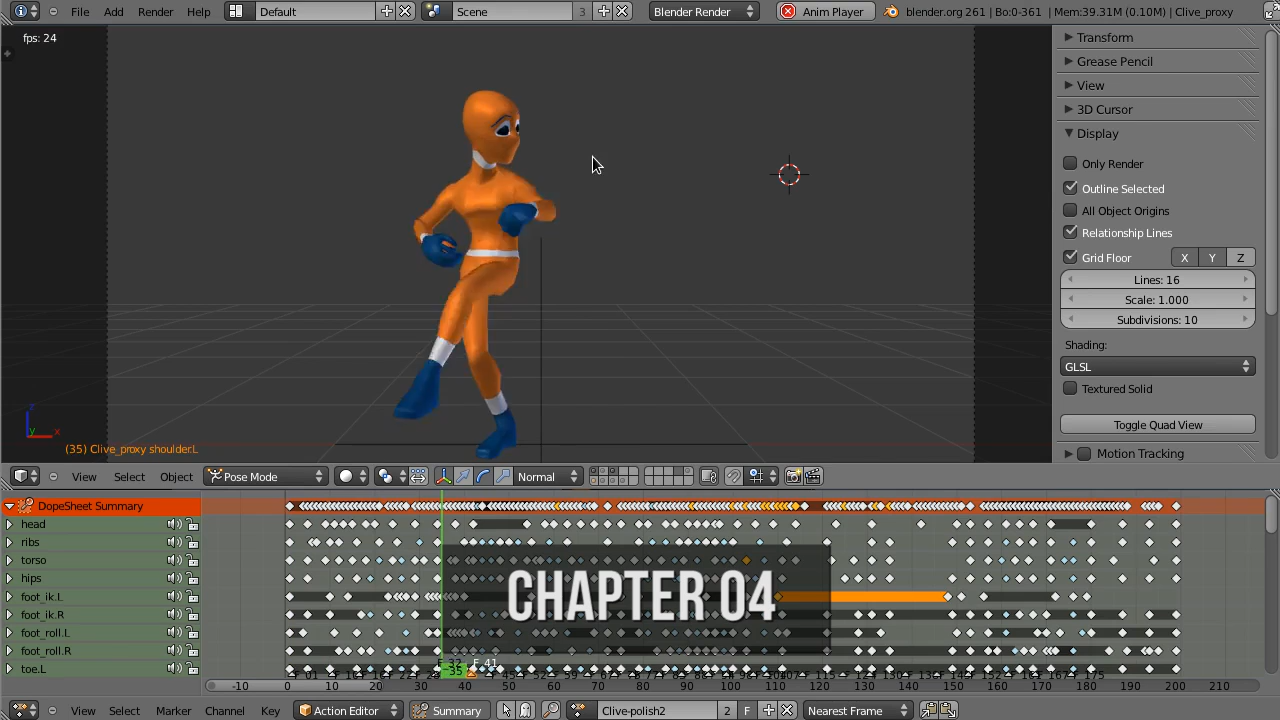 File Add Render Help Default Scene 3 Blender Render Anim Player blender.org 261 | Bo:0-361 | Mem:39.31M (0.10M) | Clive_proxy
fps: 24
Transform
Grease Pencil
View
3D Cursor
Display
Only Render
Outline Selected
All Object Origins
Relationship Lines
Grid Floor X Y Z
Lines: 16
Scale: 1.000
Subdivisions: 10
Shading:
GLSL
Textured Solid
Toggle Quad View
Motion Tracking
z
y x
(35) Clive_proxy shoulder.L
View Select Object Pose Mode Normal
DopeSheet Summary
head
ribs
torso
hips
foot_ik.L
foot_ik.R
foot_roll.L
foot_roll.R
toe.L
CHAPTER 04
F_41
35
-10 0 10 20 30 40 50 60 70 80 90 100 110 120 130 140 150 160 170 180 190 200 210
View Select Marker Channel Key Action Editor Summary Clive-polish2 2 F Nearest Frame